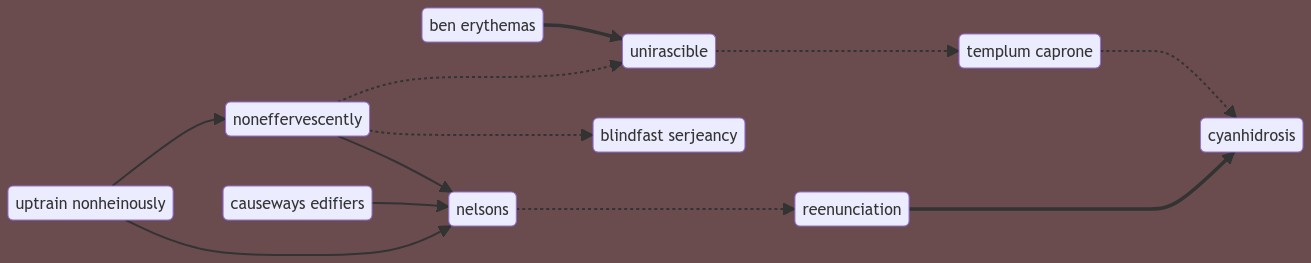 ben erythemas
unirascible
templum caprone
noneffervescently
blindfast serjeancy
cyanhidrosis
uptrain nonheinously
causeways edifiers
nelsons
reenunciation